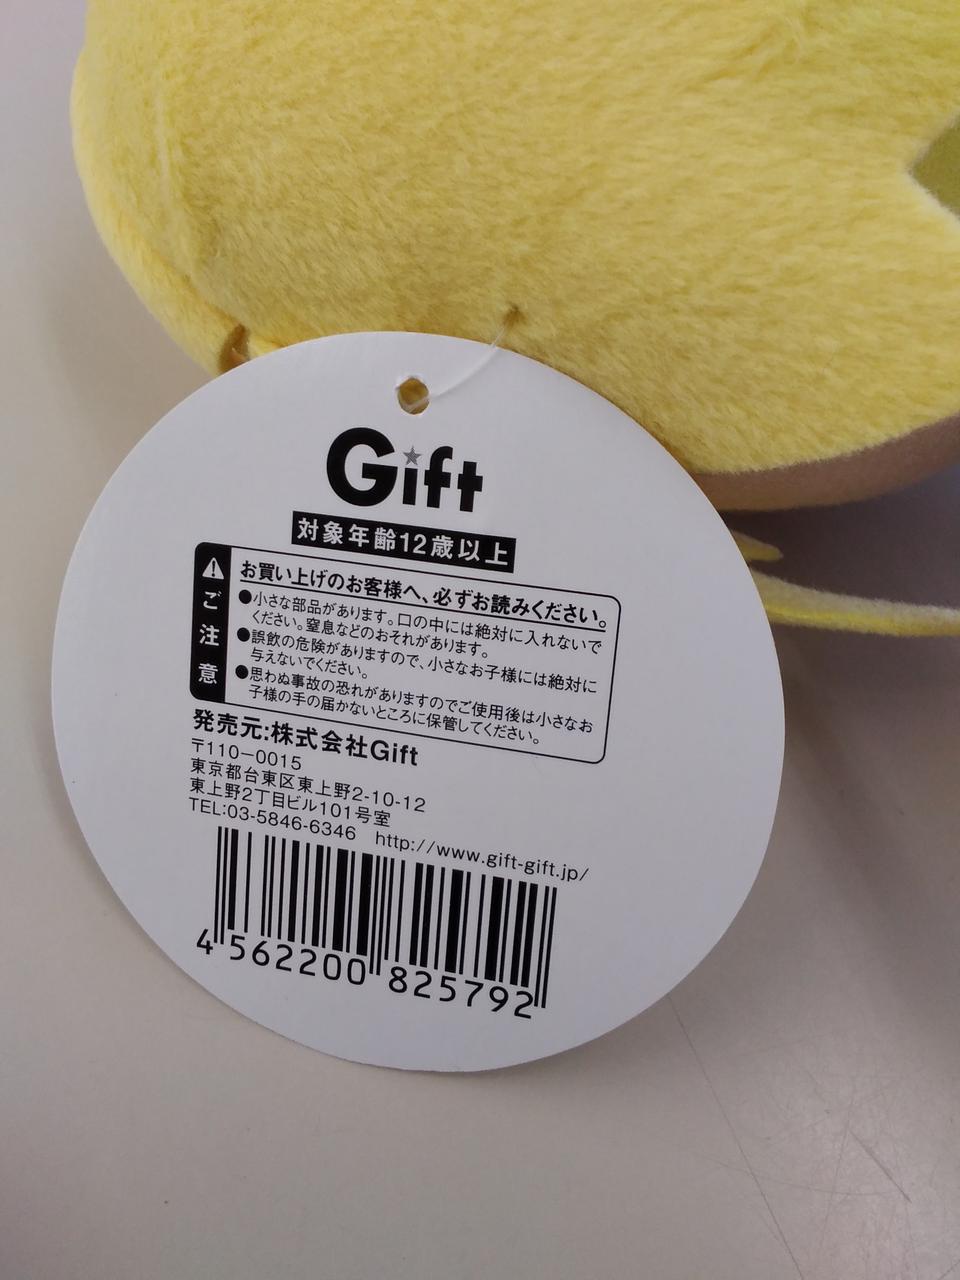 Gift
対象年齢12歳以上
ご注意
お買い上げのお客様へ、必ずお読みください。
●小さな部品があります。口の中には絶対に入れないで
ください。窒息などのおそれがあります。
●誤飲の危険がありますので、小さなお子様には絶対に
与えないでください。
●思わぬ事故の恐れがありますのでご使用後は小さなお
子様の手の届かないところに保管してください。
発売元:株式会社Gift
〒110-0015
東京都台東区東上野2-10-12
東上野2丁目ビル101号室
TEL:03-5846-6346 http://www.gift-gift.jp/
4 562200 825792